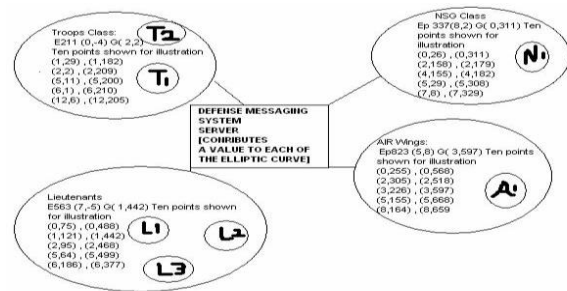 Troops Class:
E211 (0,-4) G( 2,2)
Ten points shown for illustration
(1,29) , (1,182)
(2,2) , (2,209)
(5,11) , (5,200)
(6,1) , (6,210)
(12,6) , (12,205)
T2
T1
NSG Class
Ep 337(8,2) G( 0,311) Ten
points shown for
illustration
(0,26) , (0,311)
(2,158) , (2,179)
(4,155) , (4,182)
(5,29) , (5,308)
(7,8) , (7,329)
N1
DEFENSE MESSAGING
SYSTEM
SERVER
[CONRIBUTES
A VALUE TO EACH OF
THE ELLIPTIC CURVE]
AIR Wings:
Ep823 (5,8) G( 3,597) Ten points
shown for illustration
(0,255) , (0,568)
(2,305) , (2,518)
(3,226) , (3,597)
(5,155) , (5,668)
(8,164) , (8,659
A1
Lieutenants
E563 (7,-5) G( 1,442) Ten points shown
for illustration
(0,75) , (0,488)
(1,121) , (1,442)
(2,95) , (2,468)
(5,64) , (5,499)
(6,186) , (6,377)
L1
L2
L3